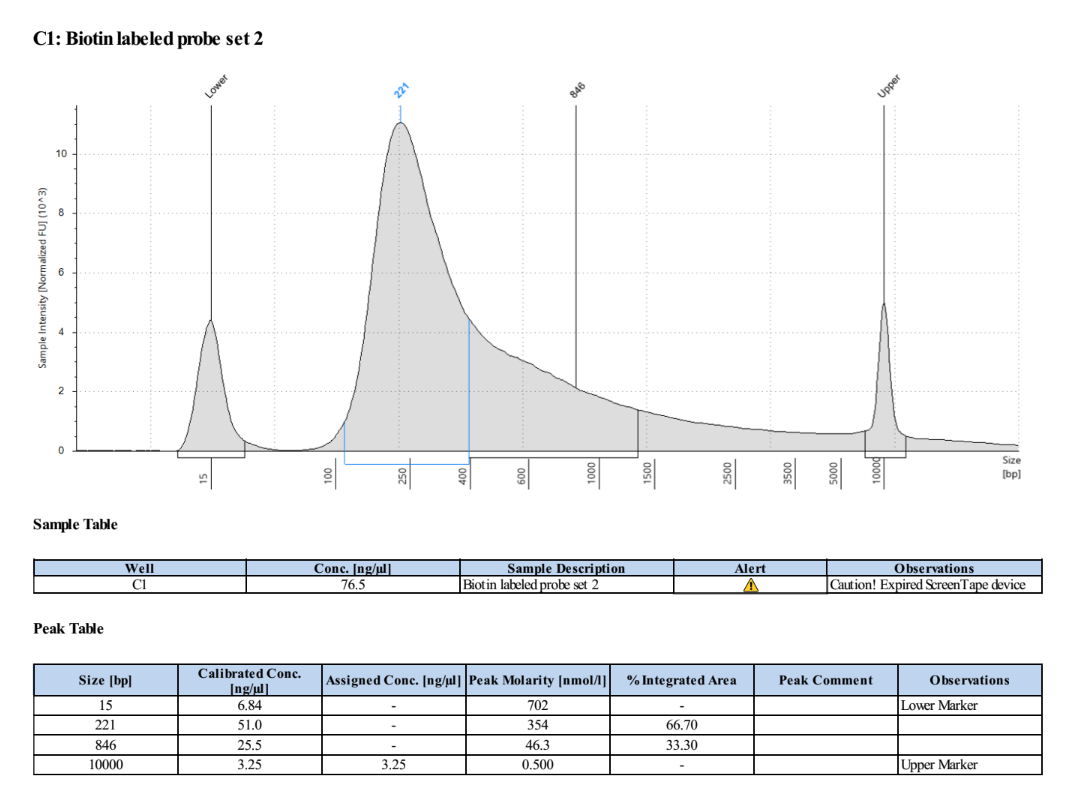 C1: Biotin labeled probe set 2
Lower
221
846
Upper
Sample Intensity [Normalized FU] (10^3)
10
8
6
4
2
0
15
100
250
400
600
1000
1500
2500
3500
5000
10000
Size
[bp]
Sample Table
Well Conc. [ng/µl] Sample Description Alert Observations
C1 76.5 Biotin labeled probe set 2 Caution! Expired ScreenTape device
Peak Table
Size [bp] Calibrated Conc. [ng/µl] Assigned Conc. [ng/µl] Peak Molarity [nmol/l] % Integrated Area Peak Comment Observations
15 6.84 - 702 - Lower Marker
221 51.0 - 354 66.70
846 25.5 - 46.3 33.30
10000 3.25 3.25 0.500 - Upper Marker